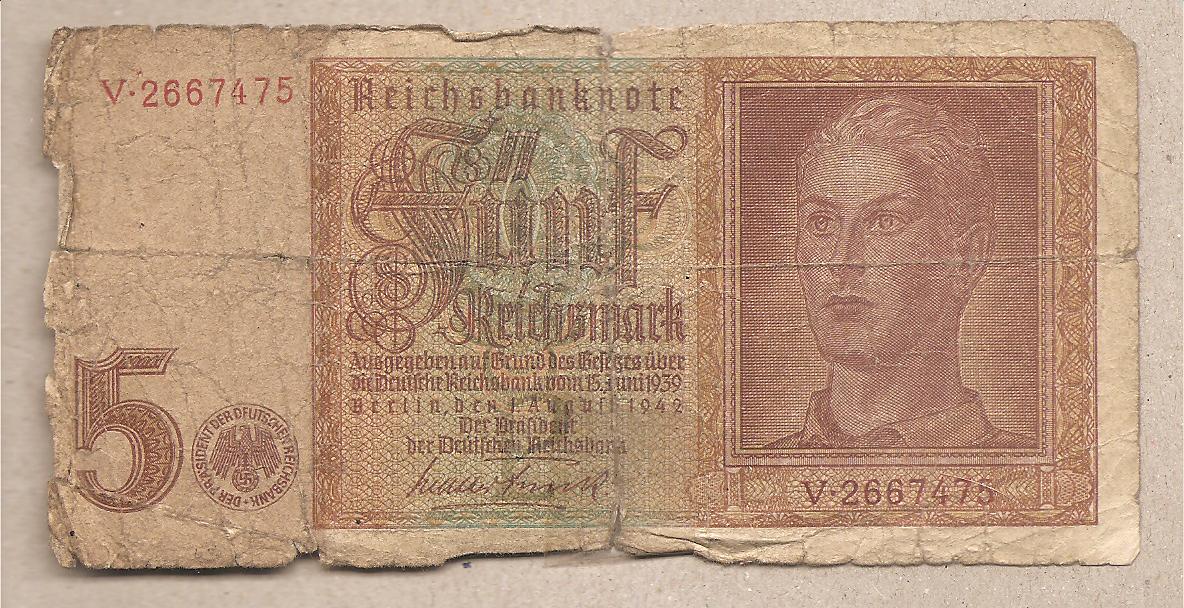 V·2667475
Reichsbanknote
Fünf
Reichsmark
Ausgegeben auf Grund des Gesetzes über
die Deutsche Reichsbank vom 15. Juni 1939
Berlin, den 1. August 1942
Der Präsident
der Deutschen Reichsbank
5
DER PRÄSIDENT DER DEUTSCHEN REICHSBANK ·
V·2667475